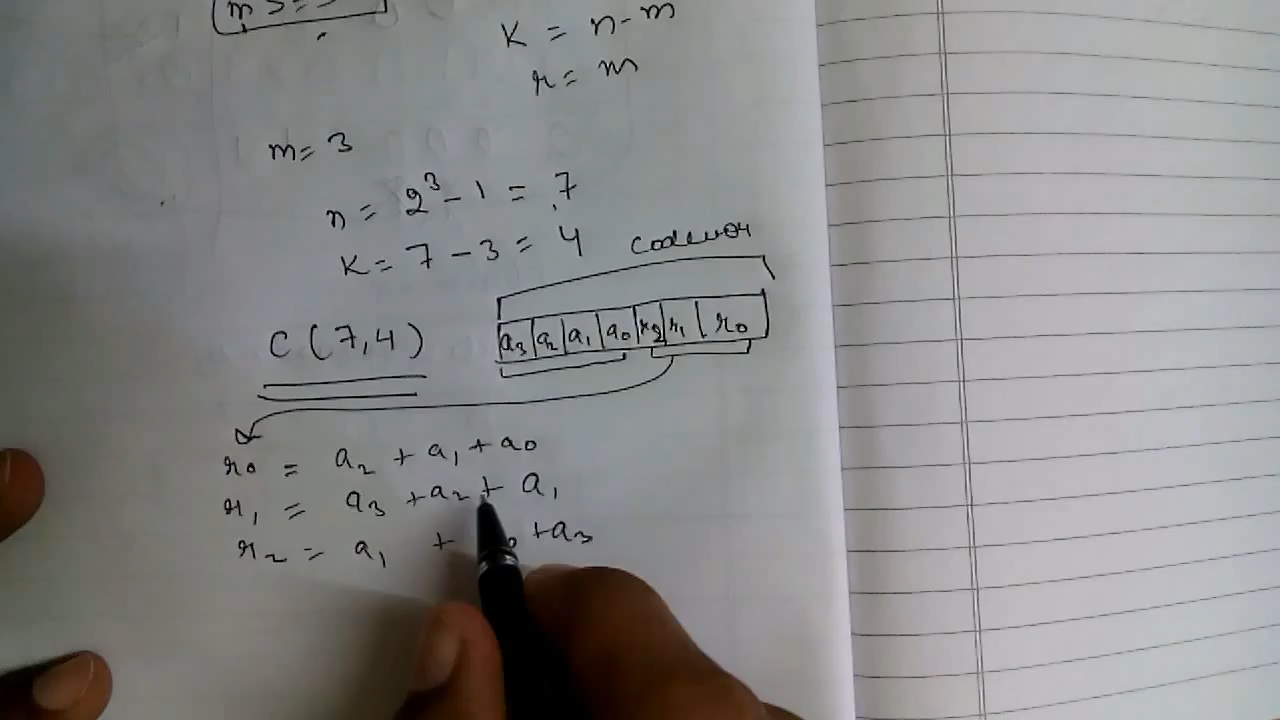 K = n-m
r = m
m = 3
n = 2³ - 1 = 7
K = 7 - 3 = 4
codewor
C (7,4)
a₃ a₂ a₁ a₀ r₂ r₁ r₀
r₀ = a₂ + a₁ + a₀
r₁ = a₃ + a₂ + a₁
r₂ = a₁ + ₀ + a₃